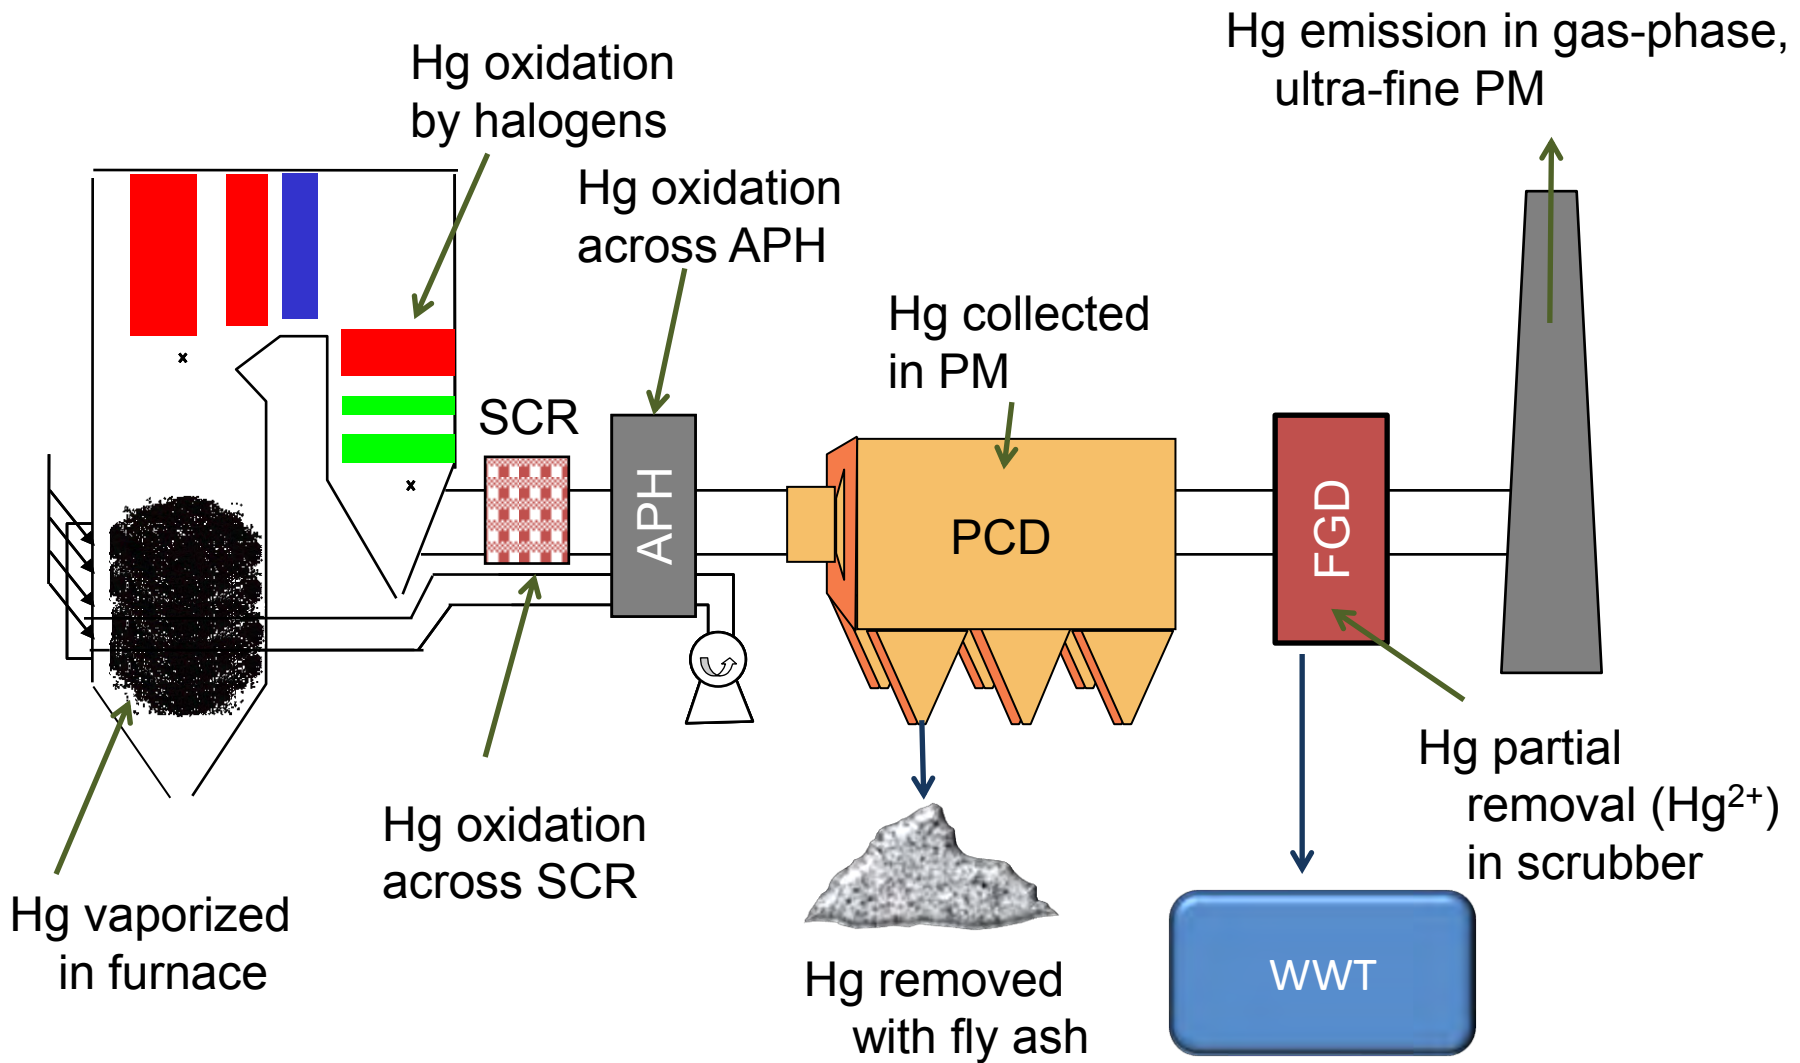 Hg emission in gas-phase,
ultra-fine PM
Hg oxidation
by halogens
Hg oxidation
across APH
Hg collected
in PM
SCR
APH
PCD
FGD
Hg partial
removal (Hg²⁺)
in scrubber
Hg oxidation
across SCR
Hg vaporized
in furnace
Hg removed
with fly ash
WWT